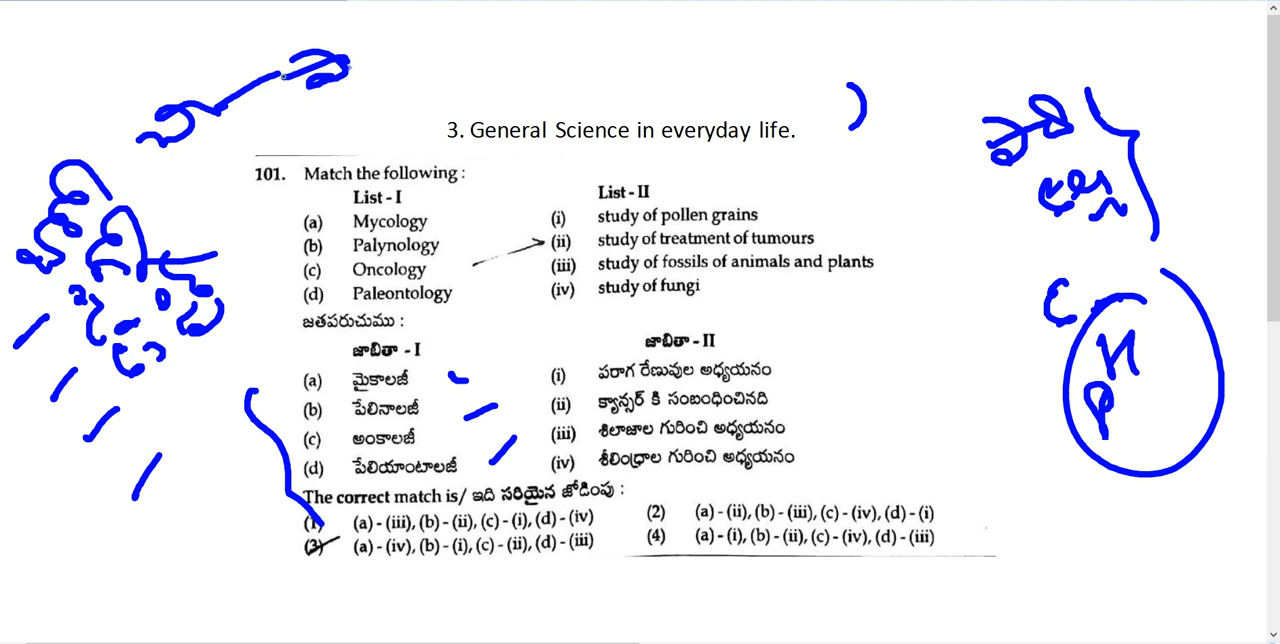 3. General Science in everyday life.
101. Match the following :
List - I List - II
(a) Mycology (i) study of pollen grains
(b) Palynology (ii) study of treatment of tumours
(c) Oncology (iii) study of fossils of animals and plants
(d) Paleontology (iv) study of fungi
జతపరుచుము :
జాబితా - I జాబితా - II
(a) మైకాలజీ (i) పరాగ రేణువుల అధ్యయనం
(b) పేలినాలజీ (ii) క్యాన్సర్ కి సంబంధించినది
(c) అంకాలజీ (iii) శిలాజాల గురించి అధ్యయనం
(d) పేలియాంటాలజీ (iv) శీలింధ్రాల గురించి అధ్యయనం
The correct match is/ ఇది సరియైన జోడింపు :
(1) (a) - (iii), (b) - (ii), (c) - (i), (d) - (iv) (2) (a) - (ii), (b) - (iii), (c) - (iv), (d) - (i)
(3) (a) - (iv), (b) - (i), (c) - (ii), (d) - (iii) (4) (a) - (i), (b) - (ii), (c) - (iv), (d) - (iii)